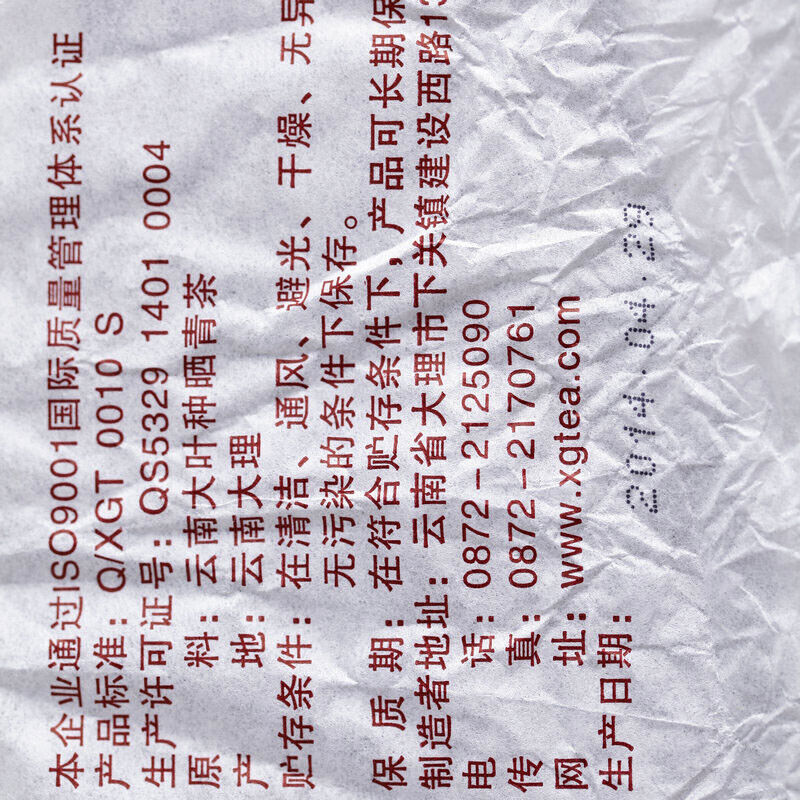 本企业通过ISO9001国际质量管理体系认证
产品标准：Q/XGT 0010 S
生产许可证号：QS5329 1401 0004
原 料：云南大叶种晒青茶
产 地：云南大理
贮存条件：在清洁、通风、避光、干燥、无异
无污染的条件下保存。
保 质 期：在符合贮存条件下，产品可长期保
制造者地址：云南省大理市下关镇建设西路13
电 话：0872-2125090
传 真：0872-2170761
网 址：www.xgtea.com
生产日期：2014.04.29